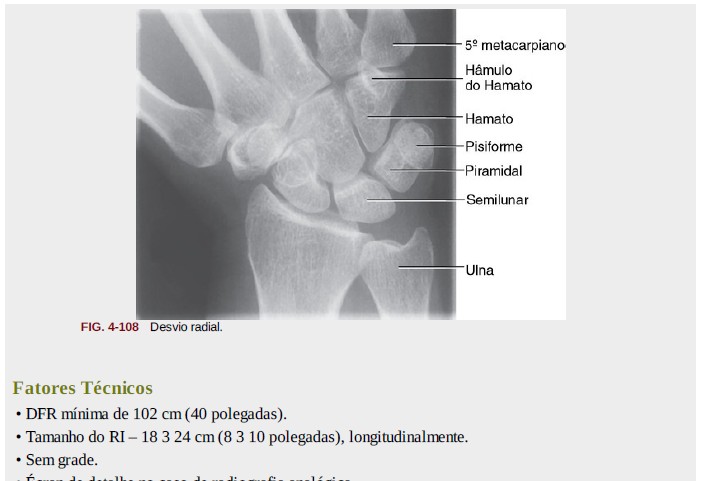 5º metacarpiano
Hâmulo
do Hamato
Hamato
Pisiforme
Piramidal
Semilunar
Ulna
FIG. 4-108 Desvio radial.
Fatores Técnicos
• DFR mínima de 102 cm (40 polegadas).
• Tamanho do RI – 18 3 24 cm (8 3 10 polegadas), longitudinalmente.
• Sem grade.